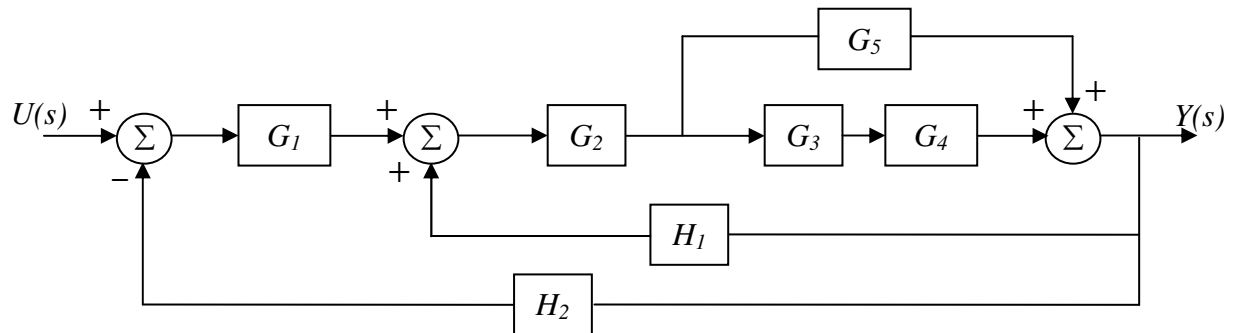 G5
U(s) + Σ G1 + Σ G2 G3 G4 + Σ + Y(s)
− +
H1
H2